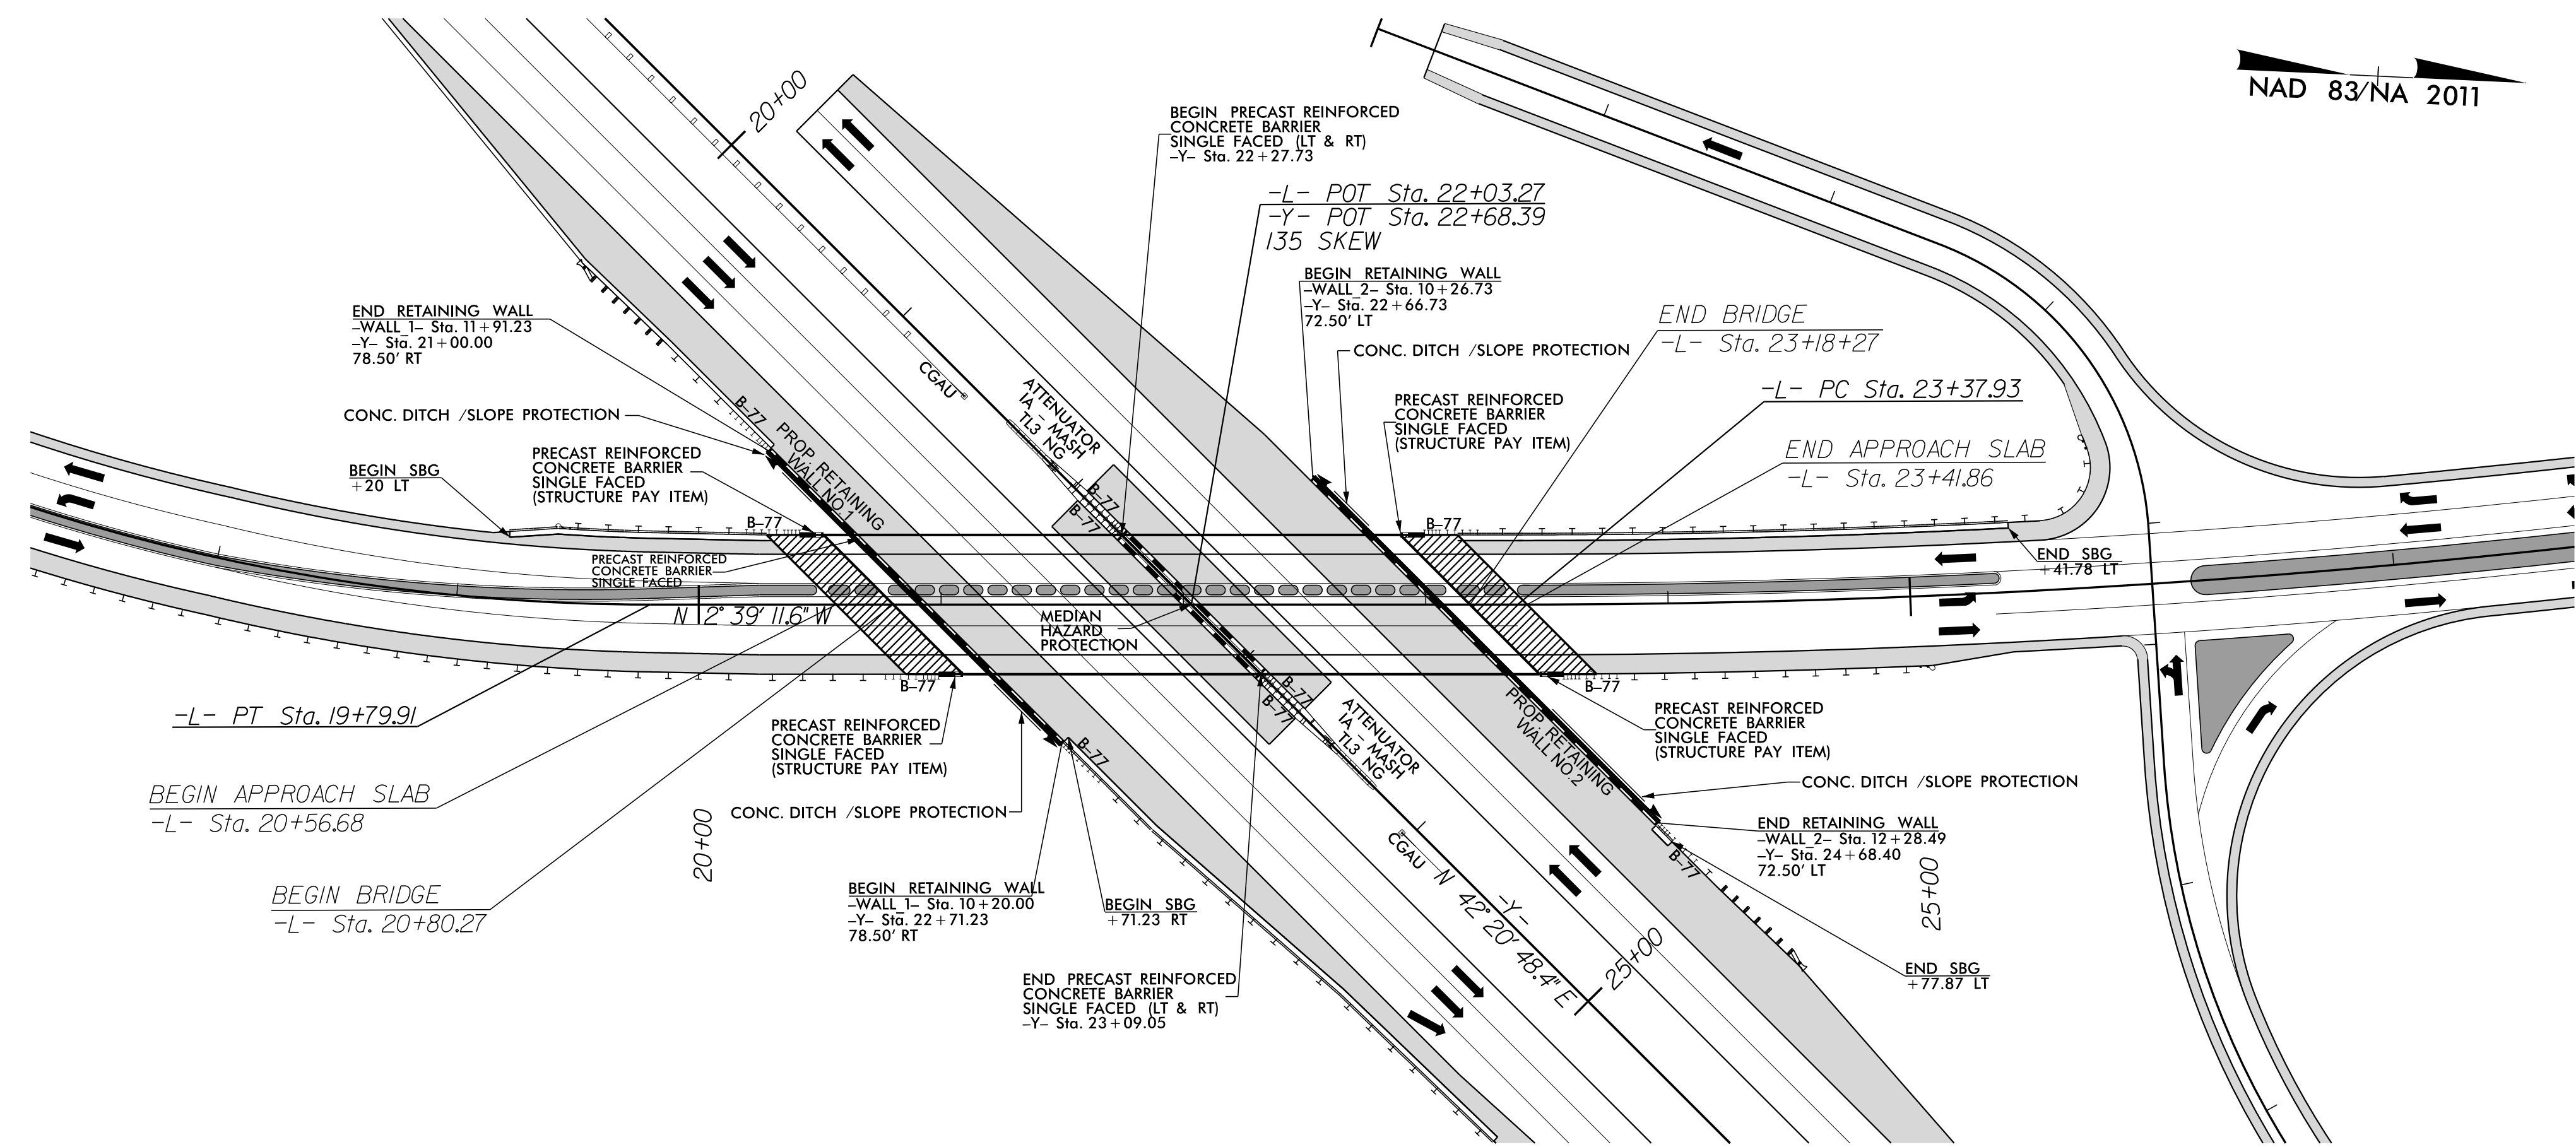 NAD 83/NA 2011
20+00
BEGIN PRECAST REINFORCED
CONCRETE BARRIER
SINGLE FACED (LT & RT)
-Y- Sta. 22+27.73
-L- POT Sta. 22+03.27
-Y- POT Sta. 22+68.39
135 SKEW
BEGIN RETAINING WALL
-WALL_2- Sta. 10+26.73
-Y- Sta. 22+66.73
72.50' LT
CONC. DITCH /SLOPE PROTECTION
END BRIDGE
-L- Sta. 23+18+27
-L- PC Sta. 23+37.93
END APPROACH SLAB
-L- Sta. 23+41.86
PRECAST REINFORCED
CONCRETE BARRIER
SINGLE FACED
(STRUCTURE PAY ITEM)
END RETAINING WALL
-WALL_1- Sta. 11+91.23
-Y- Sta. 21+00.00
78.50' RT
CONC. DITCH /SLOPE PROTECTION
BEGIN SBG
+20 LT
PRECAST REINFORCED
CONCRETE BARRIER
SINGLE FACED
(STRUCTURE PAY ITEM)
B-77
PROP RETAINING
WALL NO.1
CGAU
ATTENUATOR
IA - MASH
TL3 NG
B-77
B-77
B-77
B-77
PRECAST REINFORCED
CONCRETE BARRIER
SINGLE FACED
END SBG
+41.78 LT
N 12° 39' 11.6" W
MEDIAN
HAZARD
PROTECTION
B-77
B-77
B-77
B-77
-L- PT Sta. 19+79.91
BEGIN APPROACH SLAB
-L- Sta. 20+56.68
BEGIN BRIDGE
-L- Sta. 20+80.27
PRECAST REINFORCED
CONCRETE BARRIER
SINGLE FACED
(STRUCTURE PAY ITEM)
B-77
CONC. DITCH /SLOPE PROTECTION
20+00
ATTENUATOR
IA - MASH
TL3 NG
PROP RETAINING
WALL NO.2
PRECAST REINFORCED
CONCRETE BARRIER
SINGLE FACED
(STRUCTURE PAY ITEM)
CONC. DITCH /SLOPE PROTECTION
END RETAINING WALL
-WALL_2- Sta. 12+28.49
-Y- Sta. 24+68.40
72.50' LT
B-77
25+00
CGAU
-Y-
N 42° 20' 48.4" E
25+00
BEGIN RETAINING WALL
-WALL_1- Sta. 10+20.00
-Y- Sta. 22+71.23
78.50' RT
BEGIN SBG
+71.23 RT
END SBG
+77.87 LT
END PRECAST REINFORCED
CONCRETE BARRIER
SINGLE FACED (LT & RT)
-Y- Sta. 23+09.05